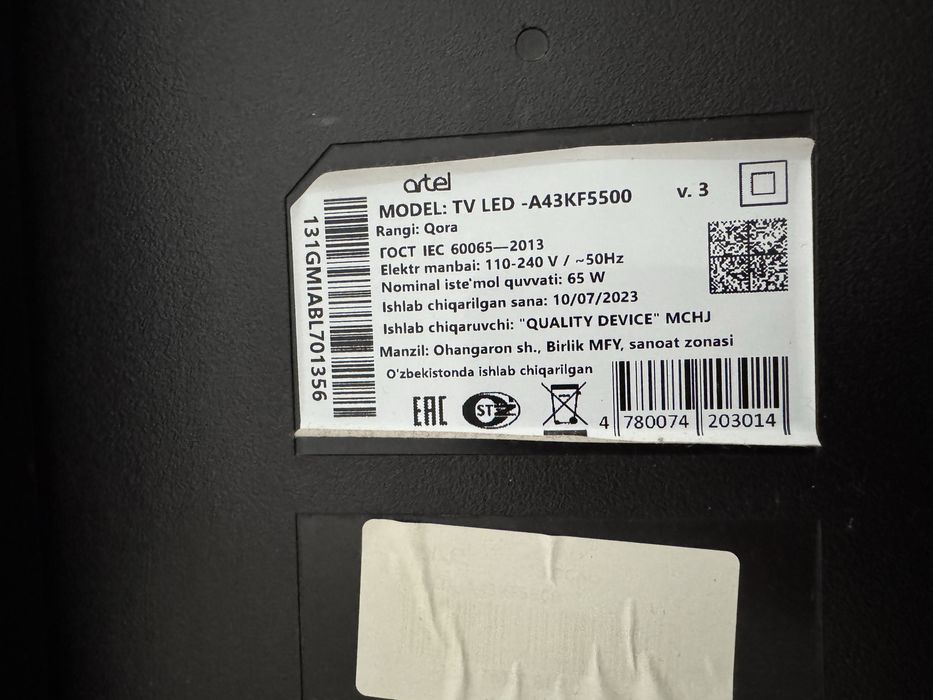 artel
MODEL: TV LED -A43KF5500 v. 3
Rangi: Qora
ГОСТ IEC 60065—2013
Elektr manbai: 110-240 V / ~50Hz
Nominal iste'mol quvvati: 65 W
Ishlab chiqarilgan sana: 10/07/2023
Ishlab chiqaruvchi: "QUALITY DEVICE" MCHJ
Manzil: Ohangaron sh., Birlik MFY, sanoat zonasi
O'zbekistonda ishlab chiqarilgan
EAC ST
4 780074 203014
131GMIABL701356